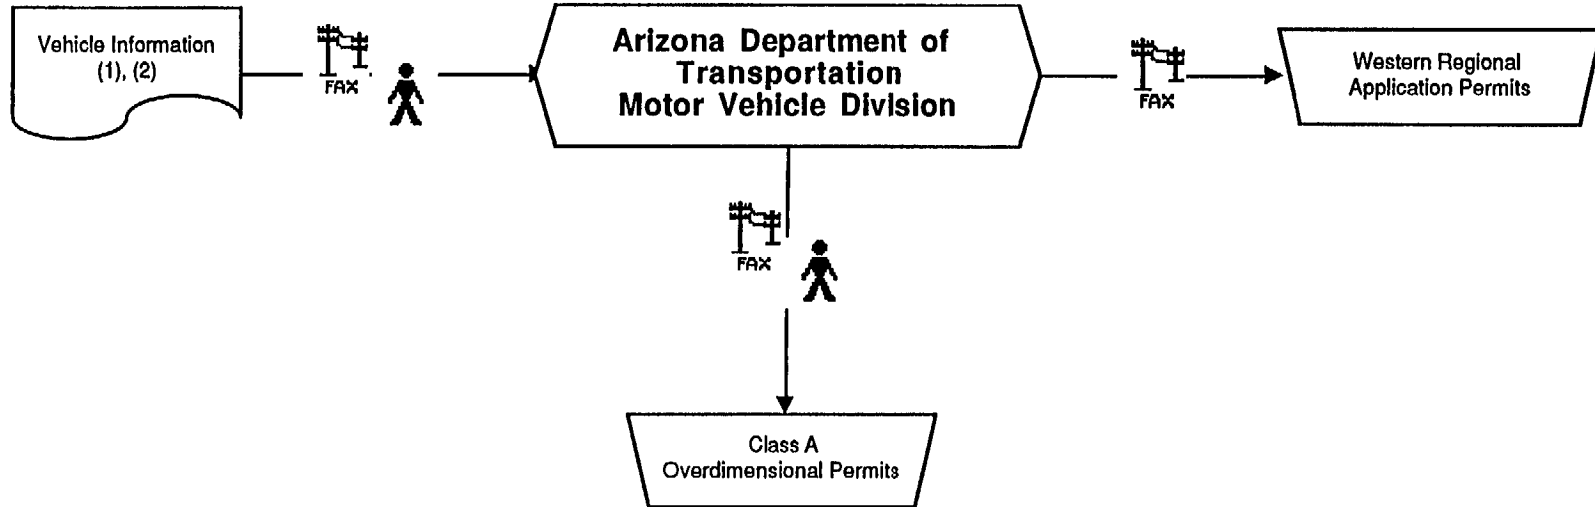 Vehicle Information
(1), (2)
FAX
Arizona Department of
Transportation
Motor Vehicle Division
FAX
Western Regional
Application Permits
FAX
Class A
Overdimensional Permits